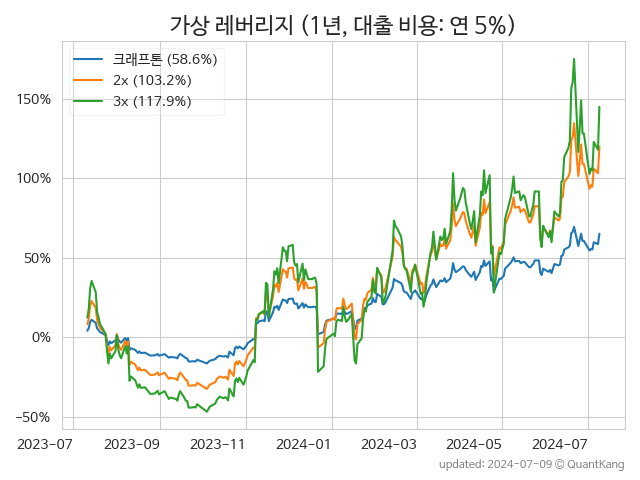 가상 레버리지 (1년, 대출 비용: 연 5%)
크래프톤 (58.6%)
2x (103.2%)
3x (117.9%)
150%
100%
50%
0%
−50%
2023-07
2023-09
2023-11
2024-01
2024-03
2024-05
2024-07
updated: 2024-07-09 © QuantKang